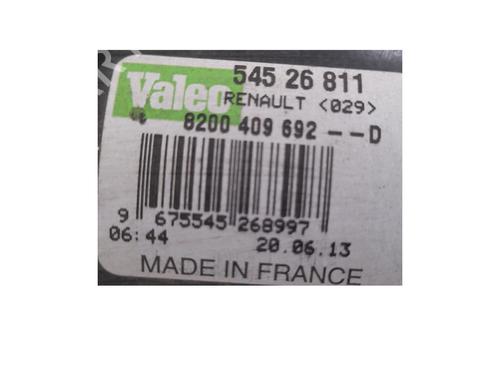 Valeo
545 26 811
RENAULT <029>
8200 409 692 --D
9 675545 268997
06:44 20.06.13
MADE IN FRANCE